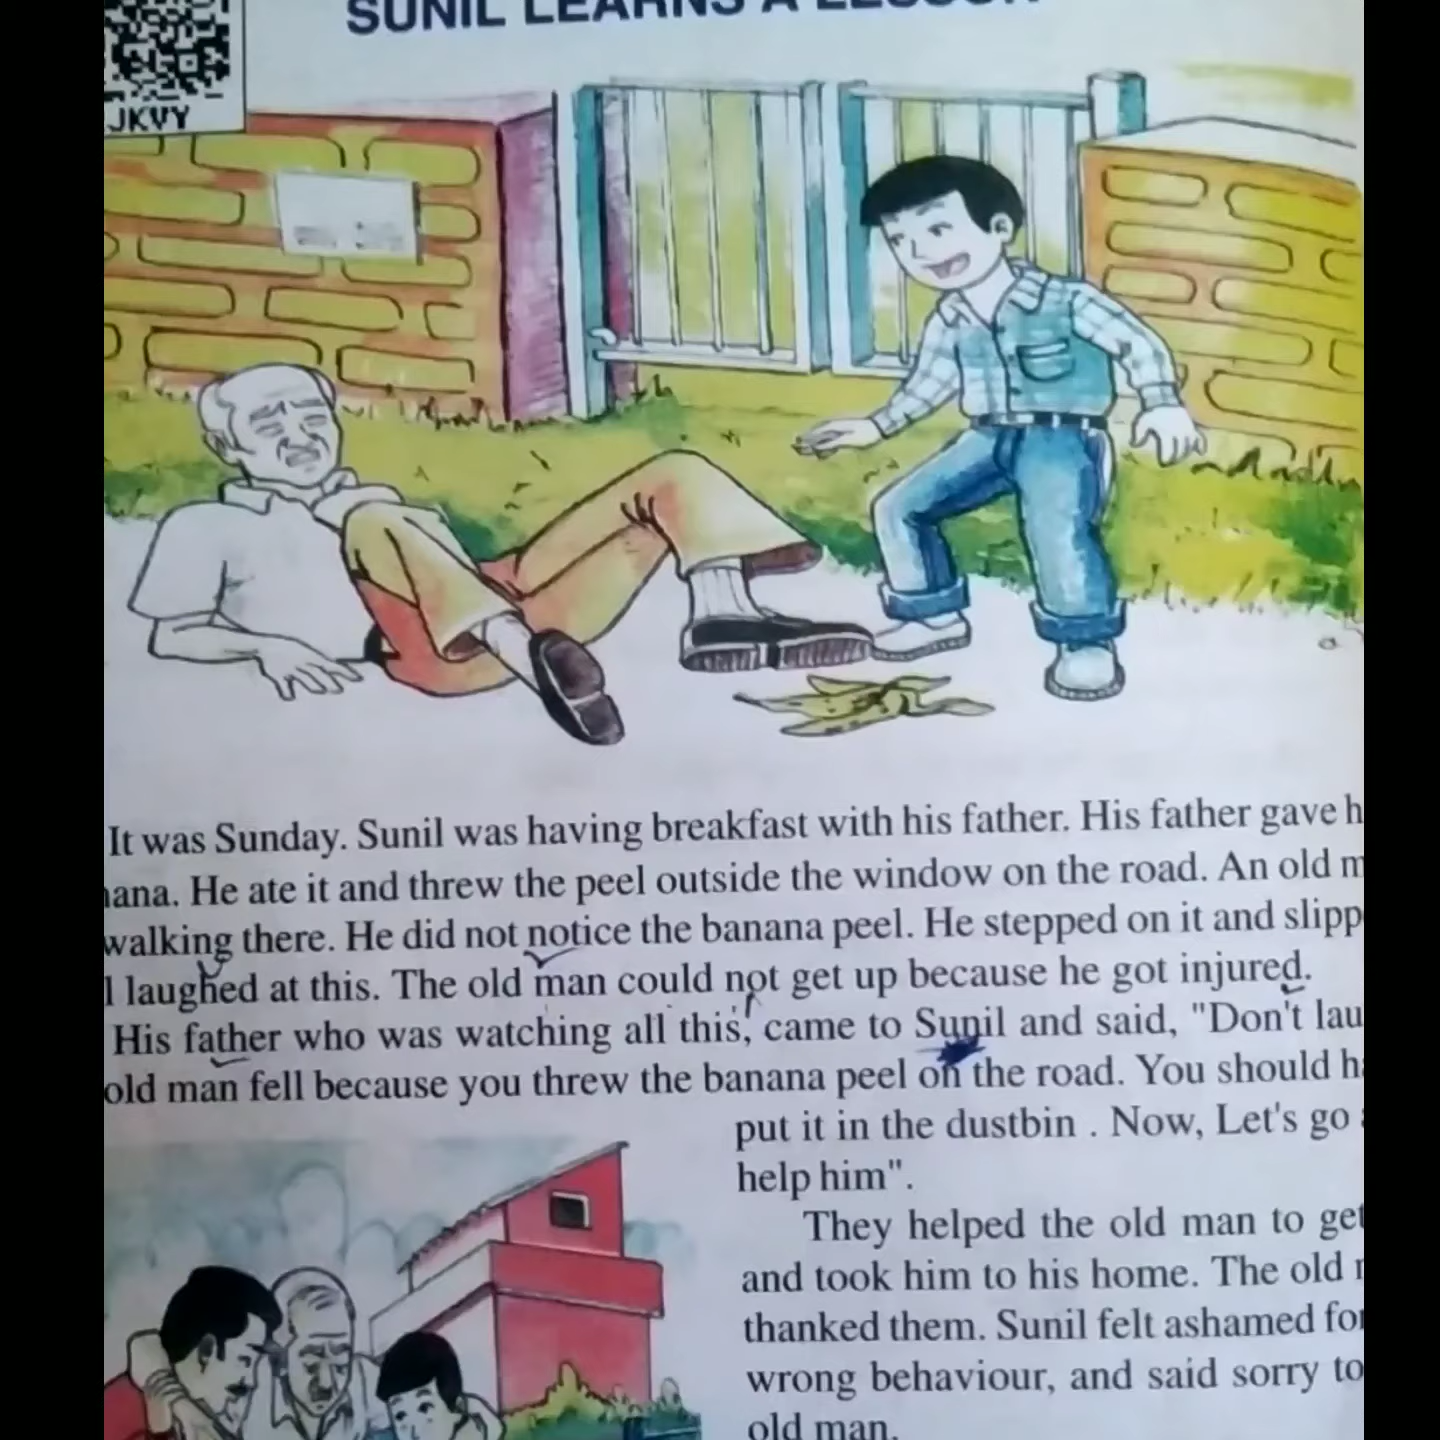 SUNIL LEARNS A LESSON
JKVY
It was Sunday. Sunil was having breakfast with his father. His father gave
He ate it and threw the peel outside the window on the road. An old
walking there. He did not notice the banana peel. He stepped on it and
laughed at this. The old man could not get up because he got injured.
His father who was watching all this, came to Sunil and said, "Don't
old man fell because you threw the banana peel on the road. You should
put it in the dustbin . Now, Let's go
help him".
They helped the old man to get
and took him to his home. The old
thanked them. Sunil felt ashamed for
wrong behaviour, and said sorry to
old man.